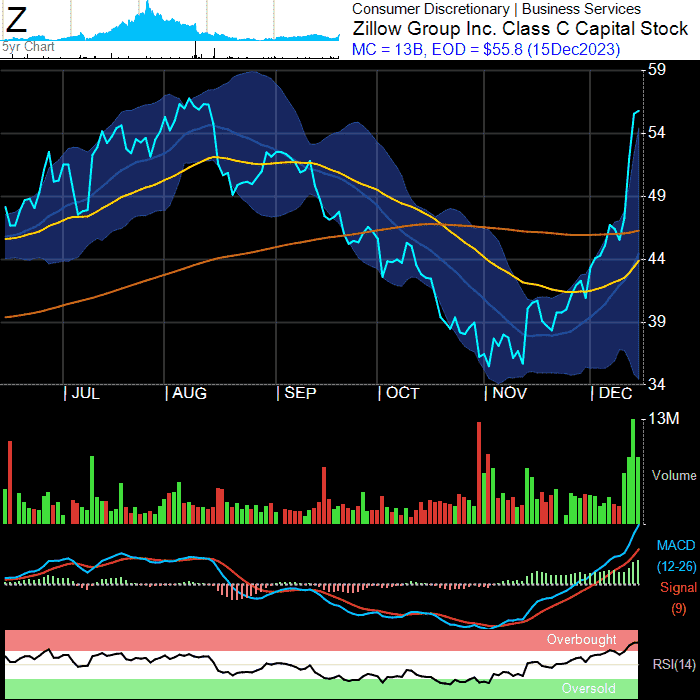 Z
Consumer Discretionary | Business Services
Zillow Group Inc. Class C Capital Stock
MC = 13B, EOD = $55.8 (15Dec2023)
5yr Chart
59
54
49
44
39
34
| JUL | AUG | SEP | OCT | NOV | DEC
13M
Volume
MACD
(12-26)
Signal
(9)
Overbought
RSI(14)
Oversold